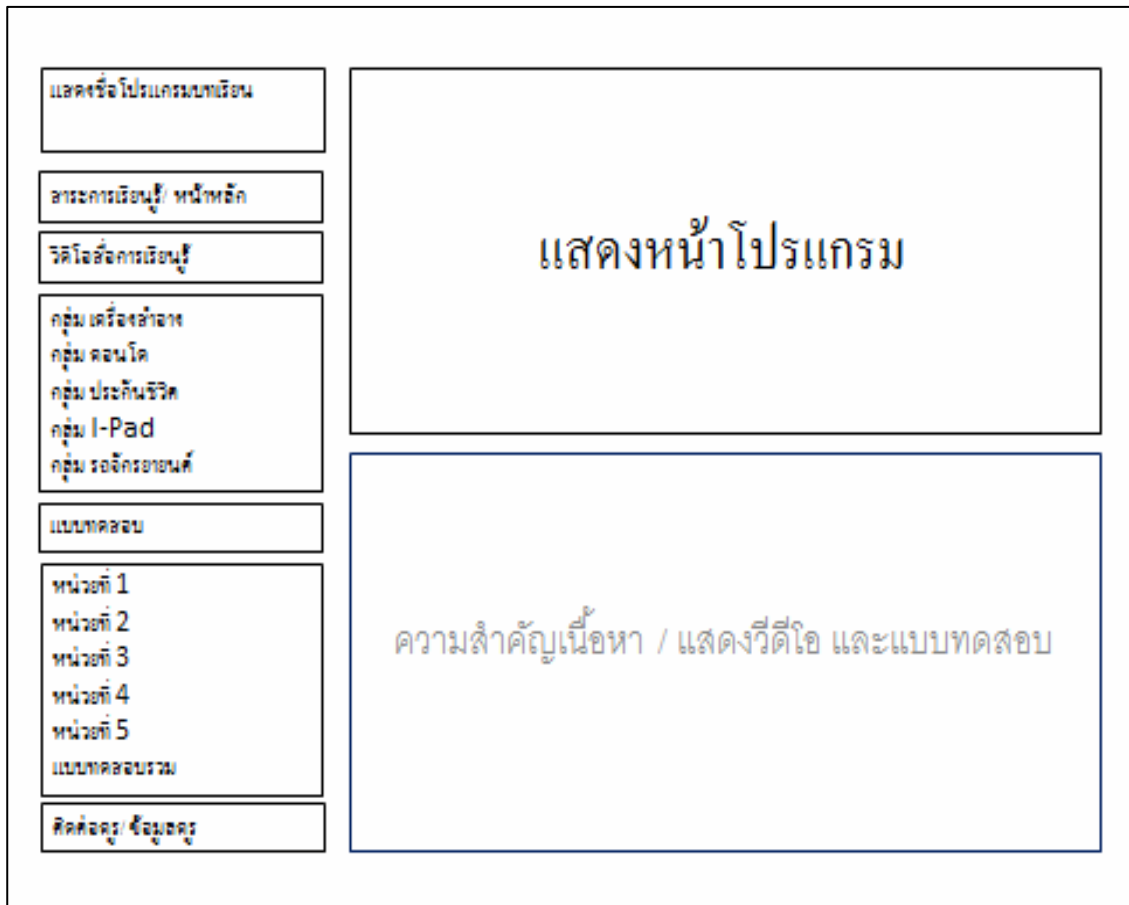 แสดงชื่อโปรแกรมบทเรียน
สาระการเรียนรู้/ หน้าหลัก
วิดิโอสื่อการเรียนรู้
กลุ่ม เครื่องสำอาง
กลุ่ม คอนโด
กลุ่ม ประกันชีวิต
กลุ่ม I-Pad
กลุ่ม รถจักรยานยนต์
แบบทดสอบ
หน่วยที่ 1
หน่วยที่ 2
หน่วยที่ 3
หน่วยที่ 4
หน่วยที่ 5
แบบทดสอบรวม
ติดต่อครู/ ข้อมูลครู
แสดงหน้าโปรแกรม
ความสำคัญเนื้อหา / แสดงวีดีโอ และแบบทดสอบ